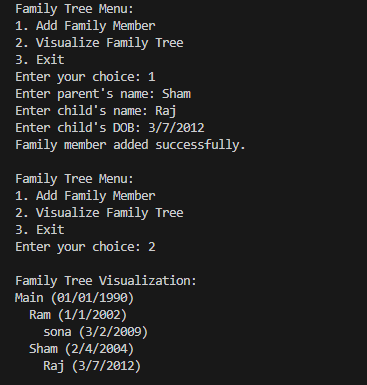 Family Tree Menu:
1. Add Family Member
2. Visualize Family Tree
3. Exit
Enter your choice: 1
Enter parent's name: Sham
Enter child's name: Raj
Enter child's DOB: 3/7/2012
Family member added successfully.

Family Tree Menu:
1. Add Family Member
2. Visualize Family Tree
3. Exit
Enter your choice: 2

Family Tree Visualization:
Main (01/01/1990)
  Ram (1/1/2002)
    sona (3/2/2009)
  Sham (2/4/2004)
    Raj (3/7/2012)